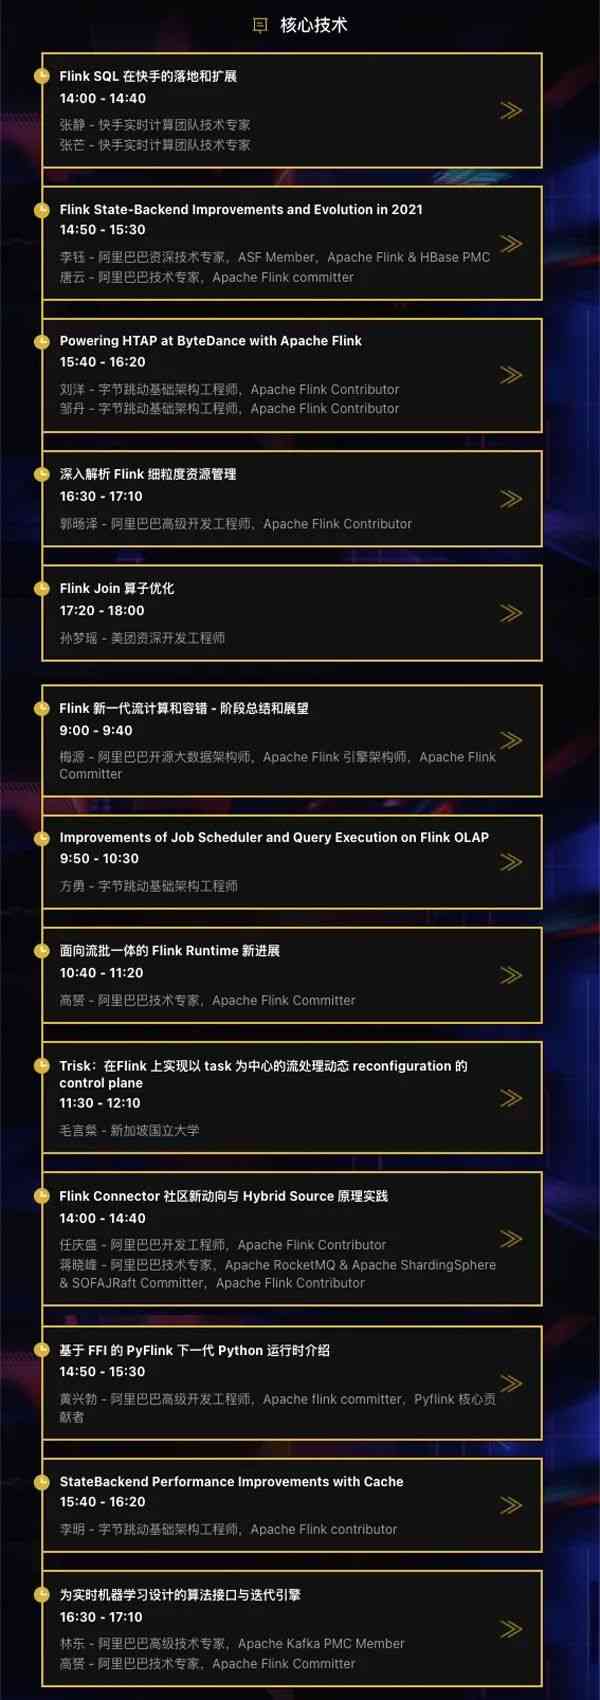 核心技术
Flink SQL 在快手的落地和扩展
14:00 - 14:40
张静 - 快手实时计算团队技术专家
张芒 - 快手实时计算团队技术专家
Flink State-Backend Improvements and Evolution in 2021
14:50 - 15:30
李钰 - 阿里巴巴资深技术专家，ASF Member，Apache Flink & HBase PMC
唐云 - 阿里巴巴技术专家，Apache Flink committer
Powering HTAP at ByteDance with Apache Flink
15:40 - 16:20
刘洋 - 字节跳动基础架构工程师，Apache Flink Contributor
邹丹 - 字节跳动基础架构工程师，Apache Flink Contributor
深入解析 Flink 细粒度资源管理
16:30 - 17:10
郭旸泽 - 阿里巴巴高级开发工程师，Apache Flink Contributor
Flink Join 算子优化
17:20 - 18:00
孙梦瑶 - 美团资深开发工程师
Flink 新一代流计算和容错 - 阶段总结和展望
9:00 - 9:40
梅源 - 阿里巴巴开源大数据架构师，Apache Flink 引擎架构师，Apache Flink
Committer
Improvements of Job Scheduler and Query Execution on Flink OLAP
9:50 - 10:30
方勇 - 字节跳动基础架构工程师
面向流批一体的 Flink Runtime 新进展
10:40 - 11:20
高赟 - 阿里巴巴技术专家，Apache Flink Committer
Trisk：在Flink 上实现以 task 为中心的流处理动态 reconfiguration 的
control plane
11:30 - 12:10
毛言粲 - 新加坡国立大学
Flink Connector 社区新动向与 Hybrid Source 原理实践
14:00 - 14:40
任庆盛 - 阿里巴巴开发工程师，Apache Flink Contributor
蒋晓峰 - 阿里巴巴技术专家，Apache RocketMQ & Apache ShardingSphere
& SOFAJRaft Committer，Apache Flink Contributor
基于 FFI 的 PyFlink 下一代 Python 运行时介绍
14:50 - 15:30
黄兴勃 - 阿里巴巴高级开发工程师，Apache flink committer，Pyflink 核心贡
献者
StateBackend Performance Improvements with Cache
15:40 - 16:20
李明 - 字节跳动基础架构工程师，Apache Flink contributor
为实时机器学习设计的算法接口与迭代引擎
16:30 - 17:10
林东 - 阿里巴巴高级技术专家，Apache Kafka PMC Member
高赟 - 阿里巴巴技术专家，Apache Flink Committer